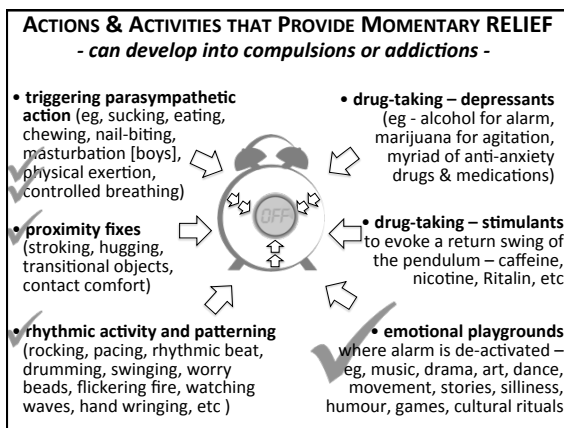 ACTIONS & ACTIVITIES THAT PROVIDE MOMENTARY RELIEF
- can develop into compulsions or addictions -
• triggering parasympathetic
action (eg, sucking, eating,
chewing, nail-biting,
masturbation [boys],
physical exertion,
controlled breathing)
• proximity fixes
(stroking, hugging,
transitional objects,
contact comfort)
• rhythmic activity and patterning
(rocking, pacing, rhythmic beat,
drumming, swinging, worry
beads, flickering fire, watching
waves, hand wringing, etc )
OFF
• drug-taking – depressants
(eg - alcohol for alarm,
marijuana for agitation,
myriad of anti-anxiety
drugs & medications)
• drug-taking – stimulants
to evoke a return swing of
the pendulum – caffeine,
nicotine, Ritalin, etc
• emotional playgrounds
where alarm is de-activated –
eg, music, drama, art, dance,
movement, stories, silliness,
humour, games, cultural rituals